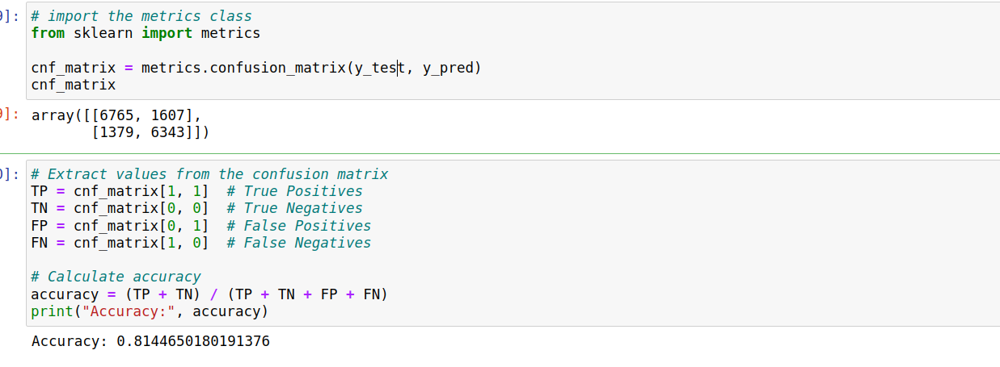 9]: # import the metrics class
from sklearn import metrics
cnf_matrix = metrics.confusion_matrix(y_test, y_pred)
cnf_matrix
9]: array([[6765, 1607],
[1379, 6343]])
0]: # Extract values from the confusion matrix
TP = cnf_matrix[1, 1]  # True Positives
TN = cnf_matrix[0, 0]  # True Negatives
FP = cnf_matrix[0, 1]  # False Positives
FN = cnf_matrix[1, 0]  # False Negatives
# Calculate accuracy
accuracy = (TP + TN) / (TP + TN + FP + FN)
print("Accuracy:", accuracy)
Accuracy: 0.8144650180191376